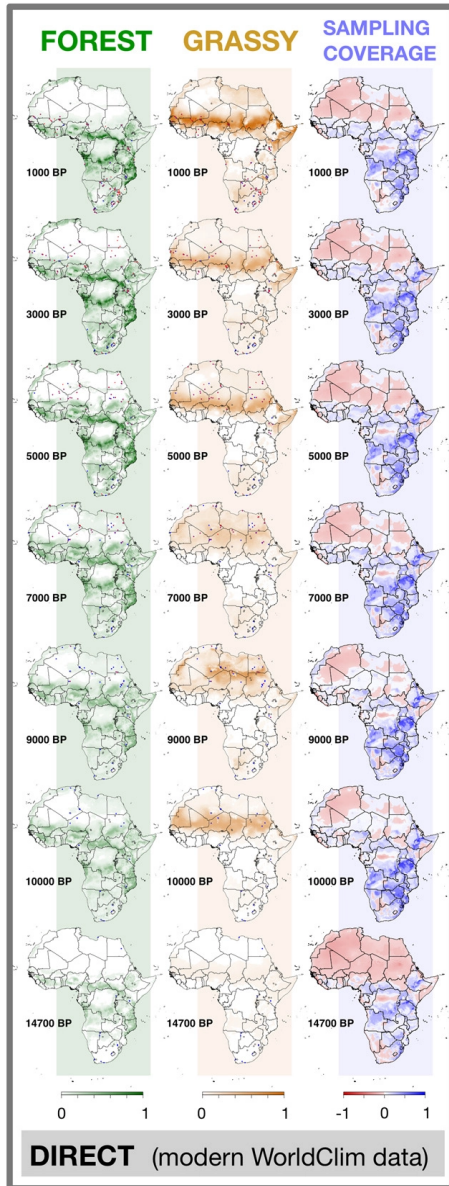 FOREST GRASSY SAMPLING COVERAGE
1000 BP 1000 BP 1000 BP
3000 BP 3000 BP 3000 BP
5000 BP 5000 BP 5000 BP
7000 BP 7000 BP 7000 BP
9000 BP 9000 BP 9000 BP
10000 BP 10000 BP 10000 BP
14700 BP 14700 BP 14700 BP
0 1 0 1 -1 0 1
DIRECT (modern WorldClim data)